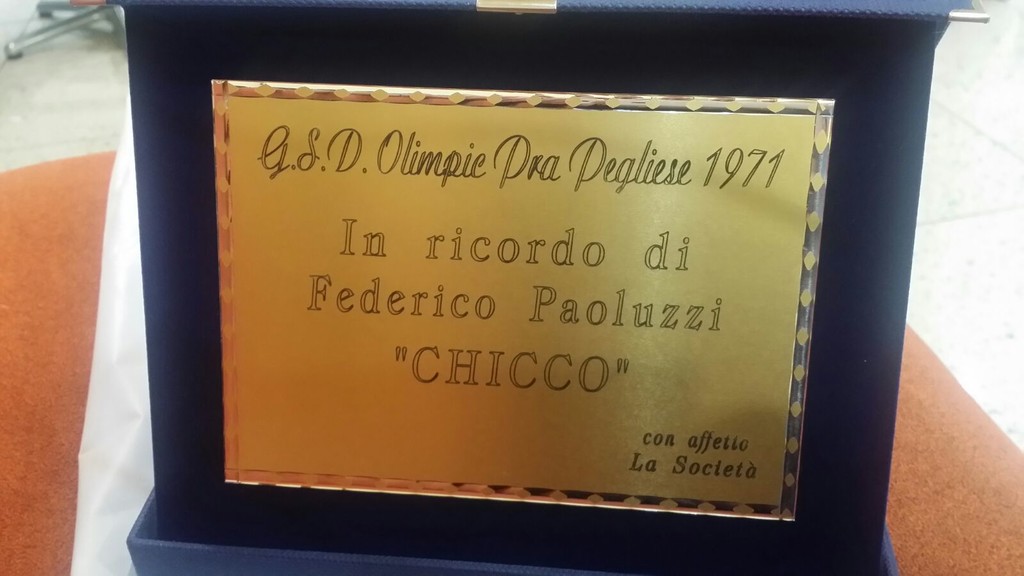 G.S.D. Olimpic Pra Pegliese 1971
In ricordo di
Federico Paoluzzi
"CHICCO"
con affetto
La Società